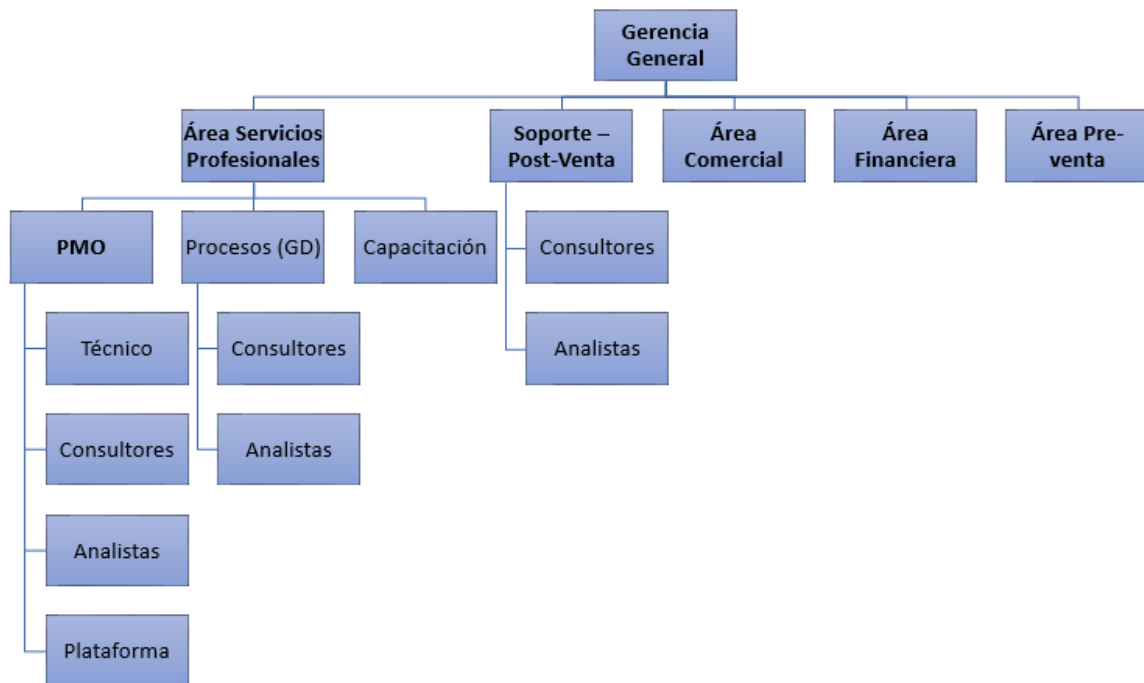 Gerencia
General
Área Servicios
Profesionales
Soporte –
Post-Venta
Área
Comercial
Área
Financiera
Área Pre-
venta
PMO
Procesos (GD)
Capacitación
Consultores
Técnico
Consultores
Analistas
Consultores
Analistas
Analistas
Plataforma